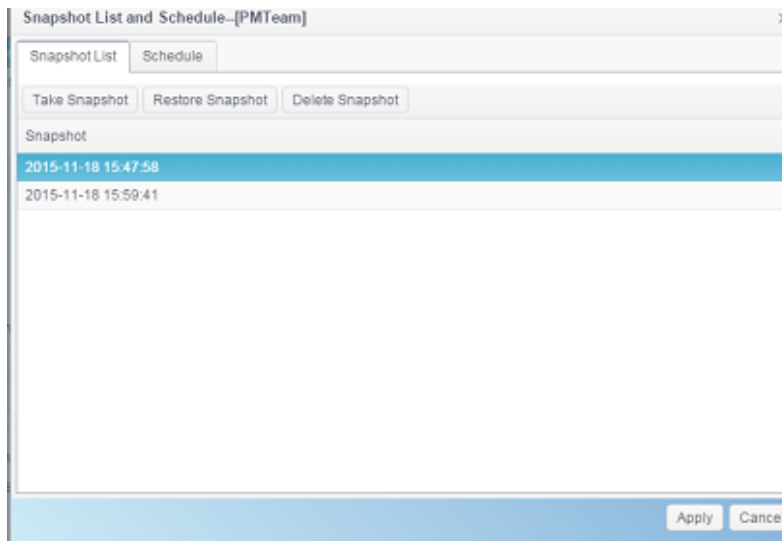 Snapshot List and Schedule--[PMTeam]
Snapshot List Schedule
Take Snapshot Restore Snapshot Delete Snapshot
Snapshot
2015-11-18 15:47:58
2015-11-18 15:59:41
Apply Cancel